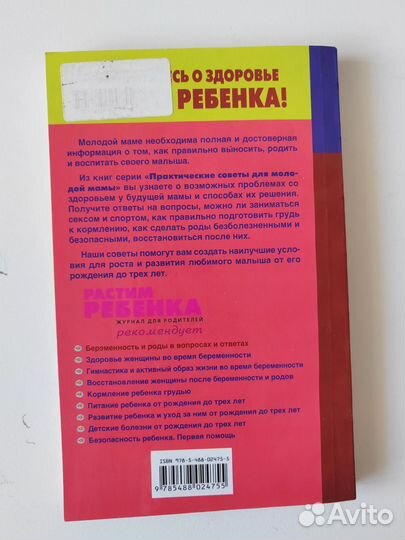 СЬ О ЗДОРОВЬЕ
РЕБЕНКА!
Молодой маме необходима полная и достоверная
информация о том, как правильно выносить, родить
и воспитать своего малыша.
Из книг серии «Практические советы для моло-
дой мамы» вы узнаете о возможных проблемах со
здоровьем у будущей мамы и способах их решения.
Получите ответы на вопросы, можно ли заниматься
сексом и спортом, как правильно подготовить грудь
к кормлению, как сделать роды безболезненными и
безопасными, восстановиться после них.
Наши советы помогут вам создать наилучшие усло-
вия для роста и развития любимого малыша от его
рождения до трех лет.
РАСТИМ
РЕБЕНКА
ЖУРНАЛ ДЛЯ РОДИТЕЛЕЙ
рекомендует
Беременность и роды в вопросах и ответах
Здоровье женщины во время беременности
Гимнастика и активный образ жизни во время беременности
Восстановление женщины после беременности и родов
Кормление ребенка грудью
Питание ребенка от рождения до трех лет
Развитие ребенка и уход за ним от рождения до трех лет
Детские болезни от рождения до трех лет
Безопасность ребенка. Первая помощь
ISBN 978-5-488-02475-5
9 785488 024755
Avito